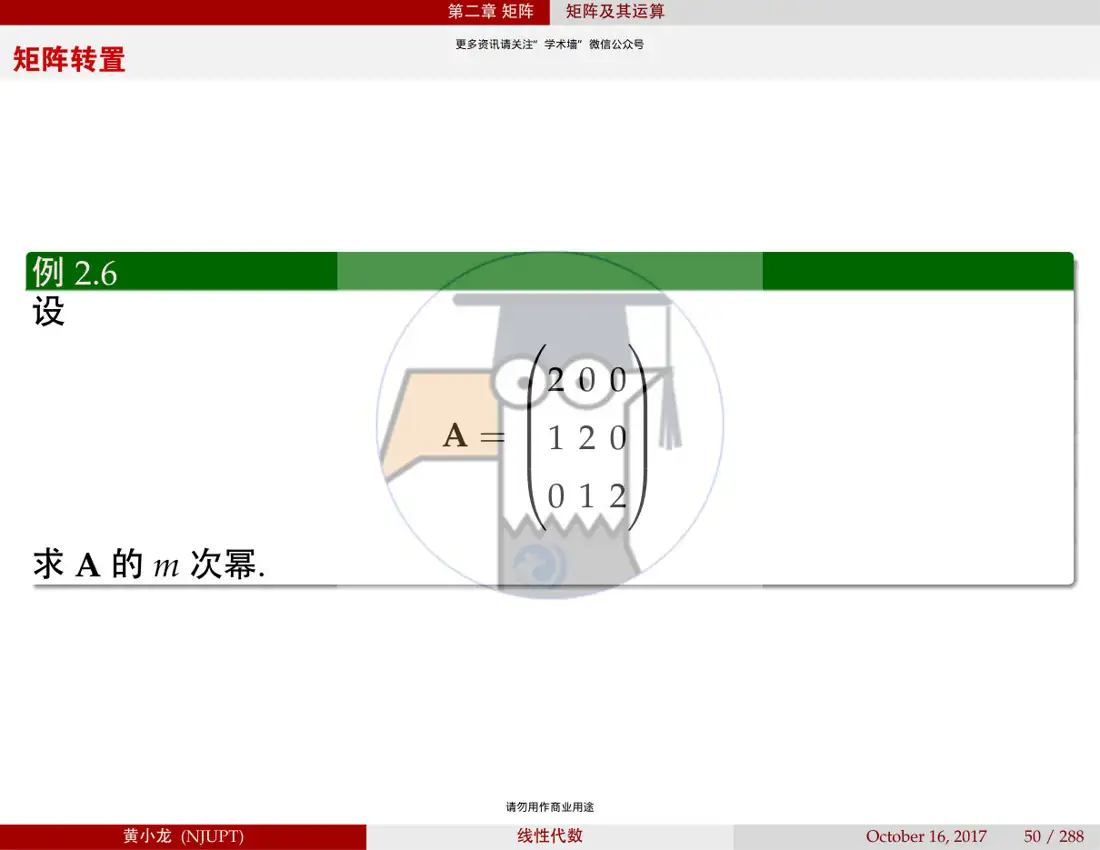 第二章 矩阵 矩阵及其运算
更多资讯请关注“学术墙”微信公众号
矩阵转置
例 2.6
设
2 0 0
A = 1 2 0
0 1 2
求 A 的 m 次幂.
请勿用作商业用途
黄小龙 (NJUPT) 线性代数 October 16, 2017 50 / 288